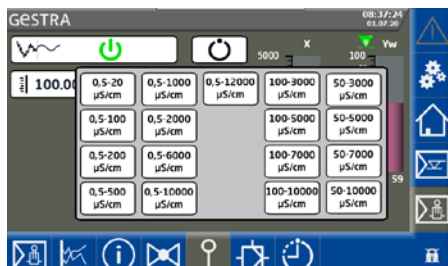 GESTRA
08:37:24
01.07.20
5000
X
100
Yw
100.00
0,5-20
µS/cm
0,5-1000
µS/cm
0,5-12000
µS/cm
100-3000
µS/cm
50-3000
µS/cm
0,5-100
µS/cm
0,5-2000
µS/cm
100-5000
µS/cm
50-5000
µS/cm
0,5-200
µS/cm
0,5-6000
µS/cm
100-7000
µS/cm
50-7000
µS/cm
59
0,5-500
µS/cm
0,5-10000
µS/cm
100-10000
µS/cm
50-10000
µS/cm